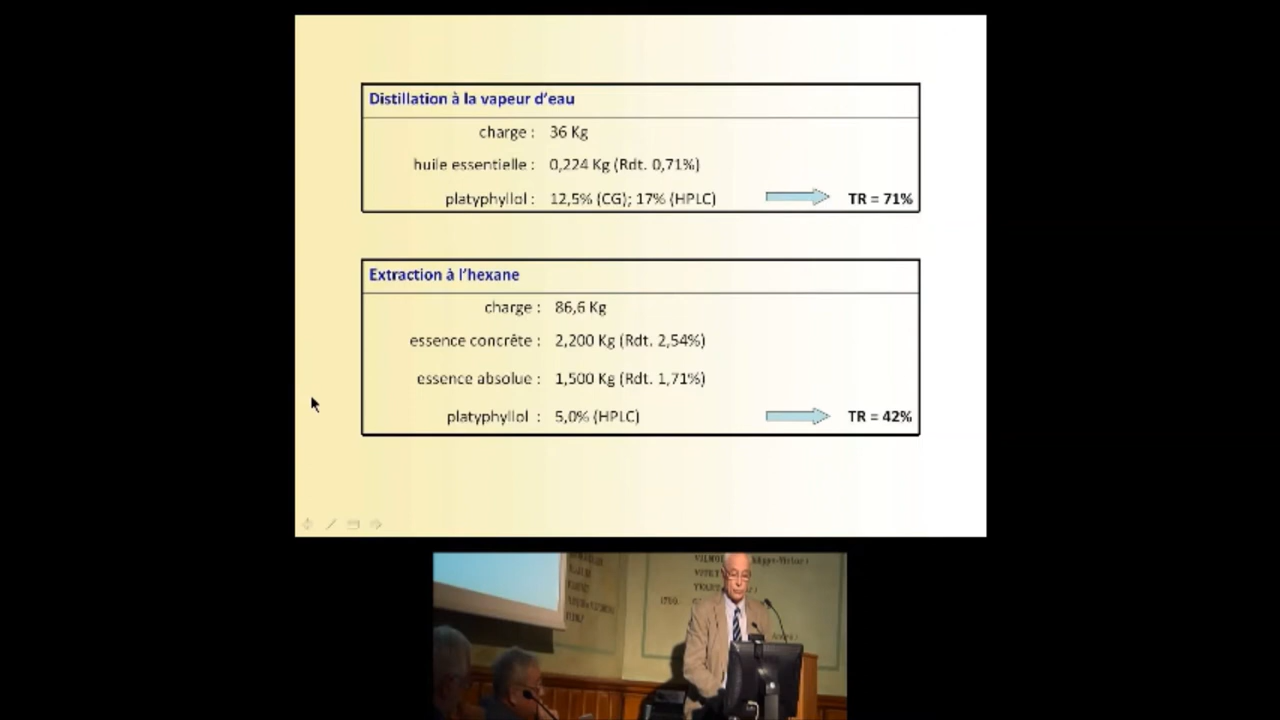 Distillation à la vapeur d'eau
charge : 36 Kg
huile essentielle : 0,224 Kg (Rdt. 0,71%)
platyphyllol : 12,5% (CG); 17% (HPLC) TR = 71%
Extraction à l'hexane
charge : 86,6 Kg
essence concrète : 2,200 Kg (Rdt. 2,54%)
essence absolue : 1,500 Kg (Rdt. 1,71%)
platyphyllol : 5,0% (HPLC) TR = 42%